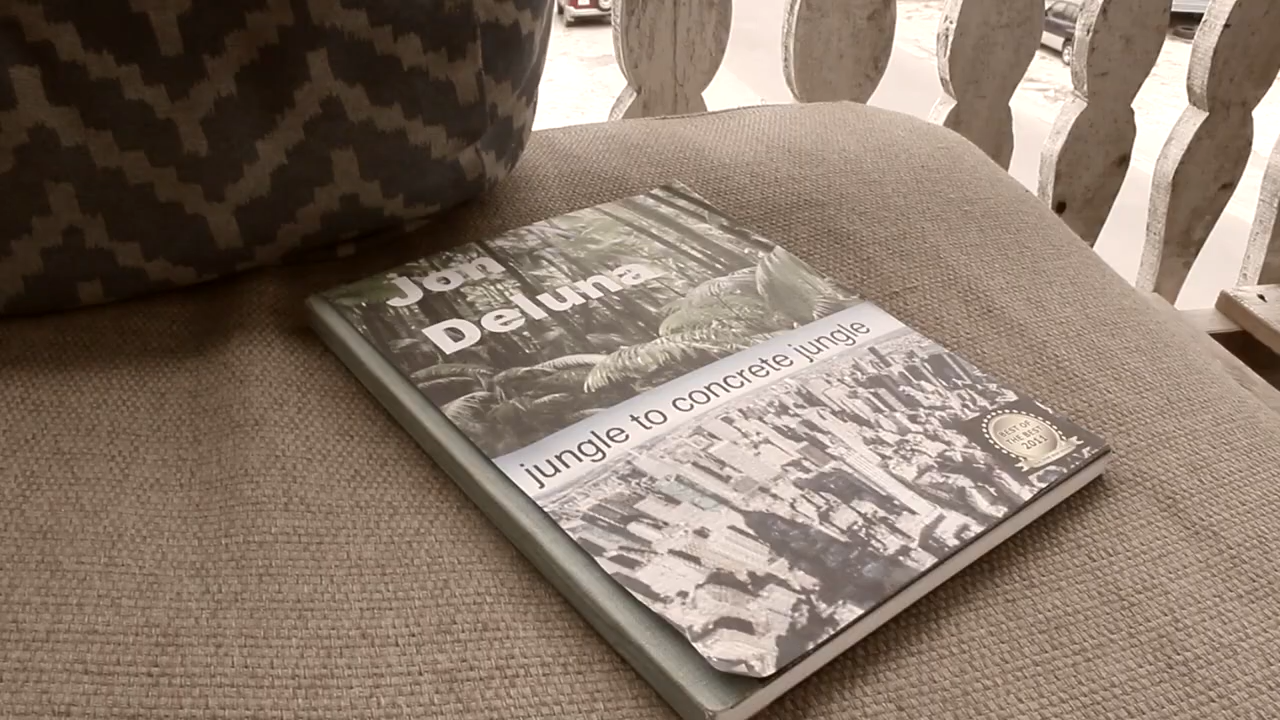 Jon
Deluna
jungle to concrete jungle
BEST OF
THE BEST
2011